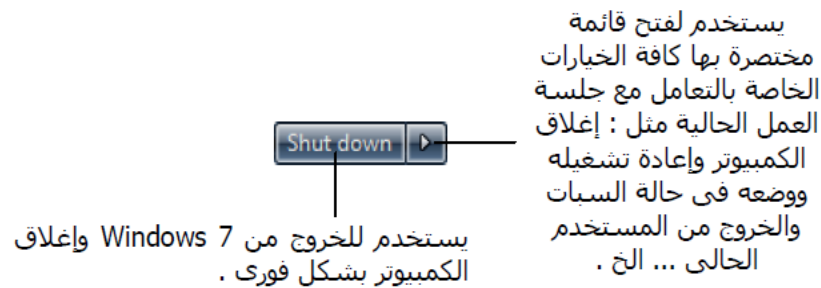 يستخدم لفتح قائمة
مختصرة بها كافة الخيارات
الخاصة بالتعامل مع جلسة
العمل الحالية مثل : إغلاق
الكمبيوتر وإعادة تشغيله
ووضعه فى حالة السبات
والخروج من المستخدم
الحالى ... الخ .
Shut down
يستخدم للخروج من Windows 7 وإغلاق
الكمبيوتر بشكل فورى .